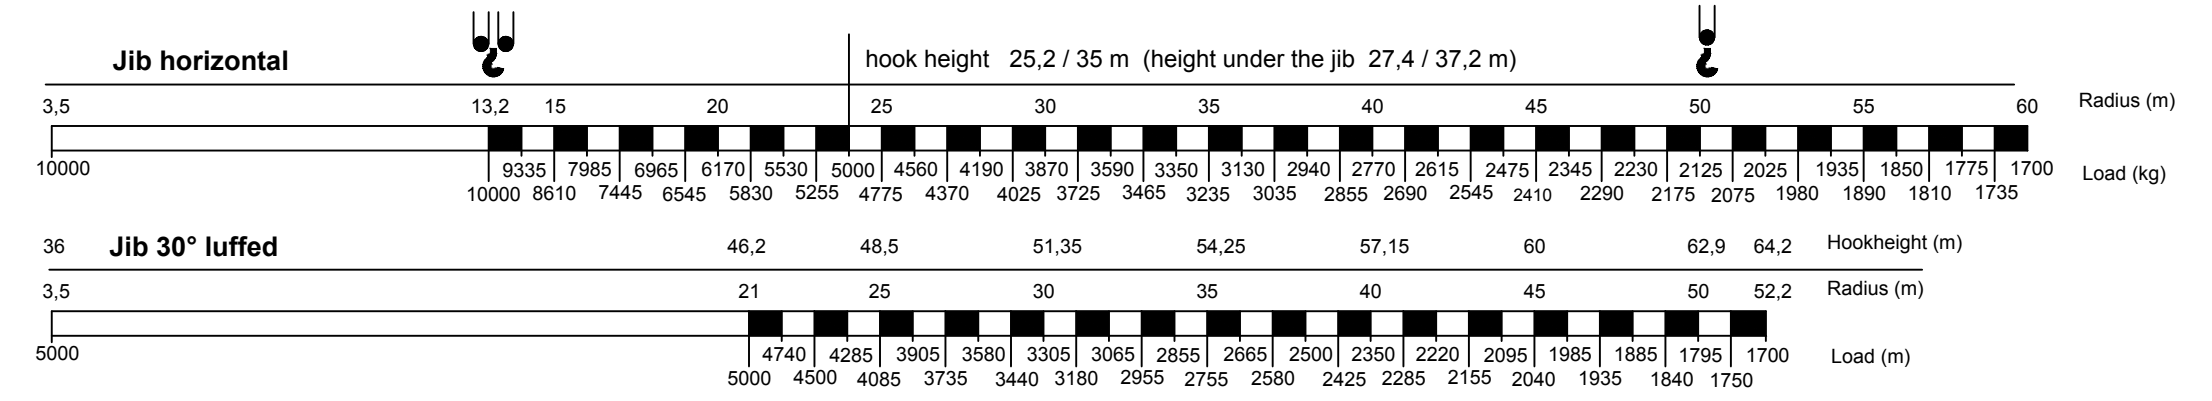 Jib horizontal hook height 25,2 / 35 m (height under the jib 27,4 / 37,2 m)
3,5 13,2 15 20 25 30 35 40 45 50 55 60 Radius (m)
10000 9335 7985 6965 6170 5530 5000 4560 4190 3870 3590 3350 3130 2940 2770 2615 2475 2345 2230 2125 2025 1935 1850 1775 1700 Load (kg)
10000 8610 7445 6545 5830 5255 4775 4370 4025 3725 3465 3235 3035 2855 2690 2545 2410 2290 2175 2075 1980 1890 1810 1735
36 Jib 30° luffed 46,2 48,5 51,35 54,25 57,15 60 62,9 64,2 Hookheight (m)
3,5 21 25 30 35 40 45 50 52,2 Radius (m)
5000 4740 4285 3905 3580 3305 3065 2855 2665 2500 2350 2220 2095 1985 1885 1795 1700 Load (m)
5000 4500 4085 3735 3440 3180 2955 2755 2580 2425 2285 2155 2040 1935 1840 1750